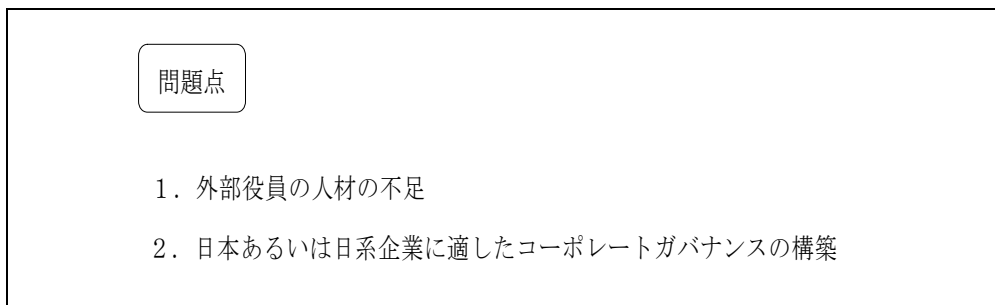 問題点
１．外部役員の人材の不足
２．日本あるいは日系企業に適したコーポレートガバナンスの構築